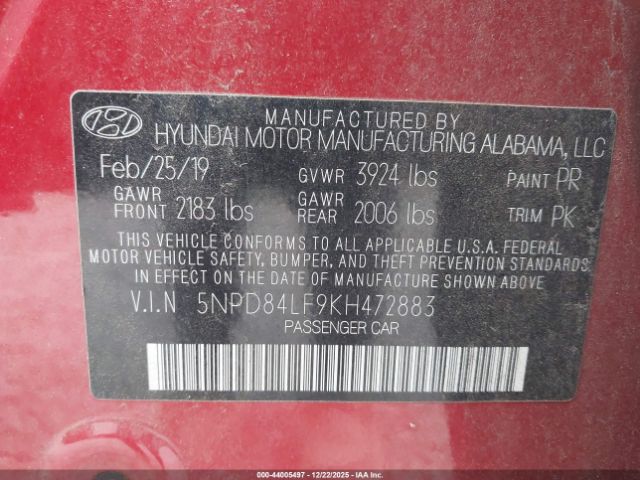 MANUFACTURED BY
HYUNDAI MOTOR MANUFACTURING ALABAMA, LLC
Feb/25/19 GVWR 3924 lbs PAINT PR
GAWR FRONT 2183 lbs GAWR REAR 2006 lbs TRIM PK
THIS VEHICLE CONFORMS TO ALL APPLICABLE U.S.A. FEDERAL
MOTOR VEHICLE SAFETY, BUMPER, AND THEFT PREVENTION STANDARDS
IN EFFECT ON THE DATE OF MANUFACTURE SHOWN ABOVE
V.I.N 5NPD84LF9KH472883
PASSENGER CAR
000-44005497 - 12/22/2025 - COPYRIGHT IAA, LLC.